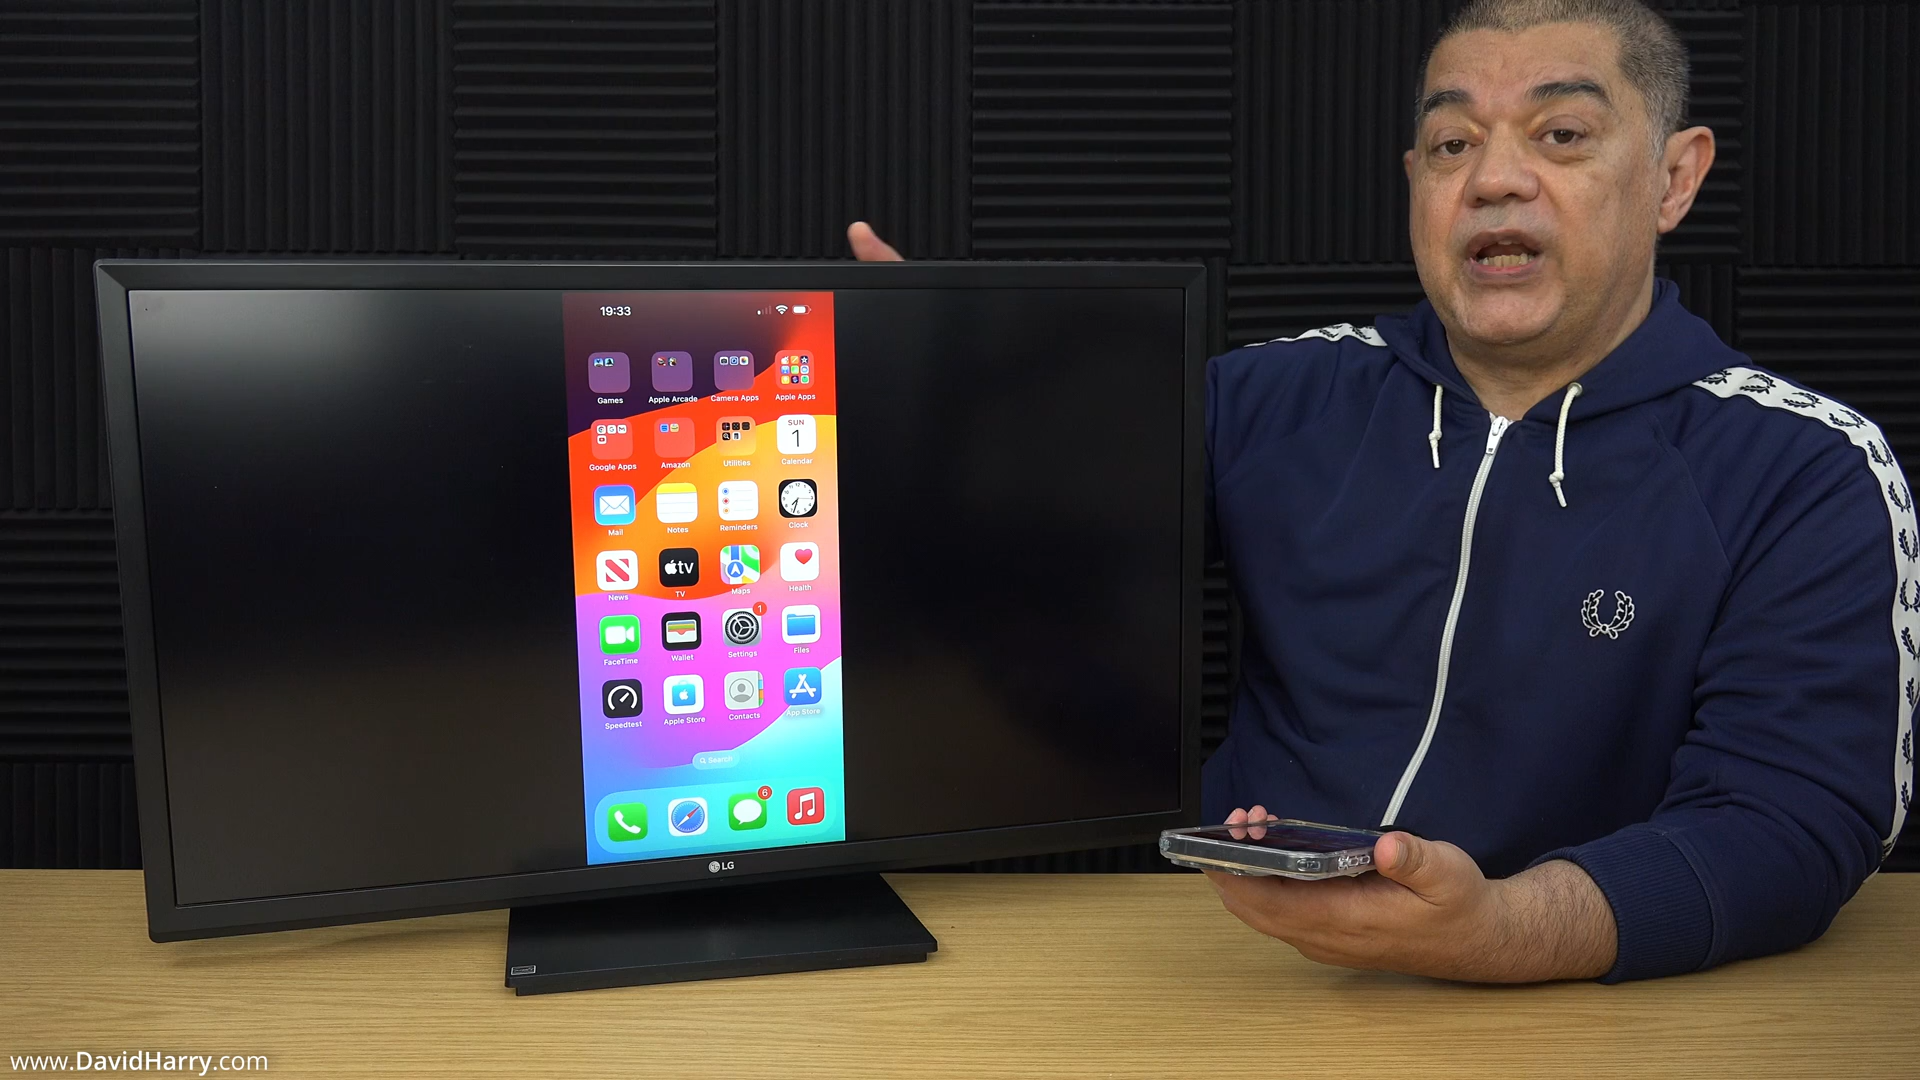 19:33
Games Apple Arcade Camera Apps Apple Apps
SUN
1
Google Apps Amazon Utilities Calendar
Mail Notes Reminders Clock
tv
News TV Maps Health
1
FaceTime Wallet Settings Files
Speedtest Apple Store Contacts App Store
Search
6
LG
www.DavidHarry.com